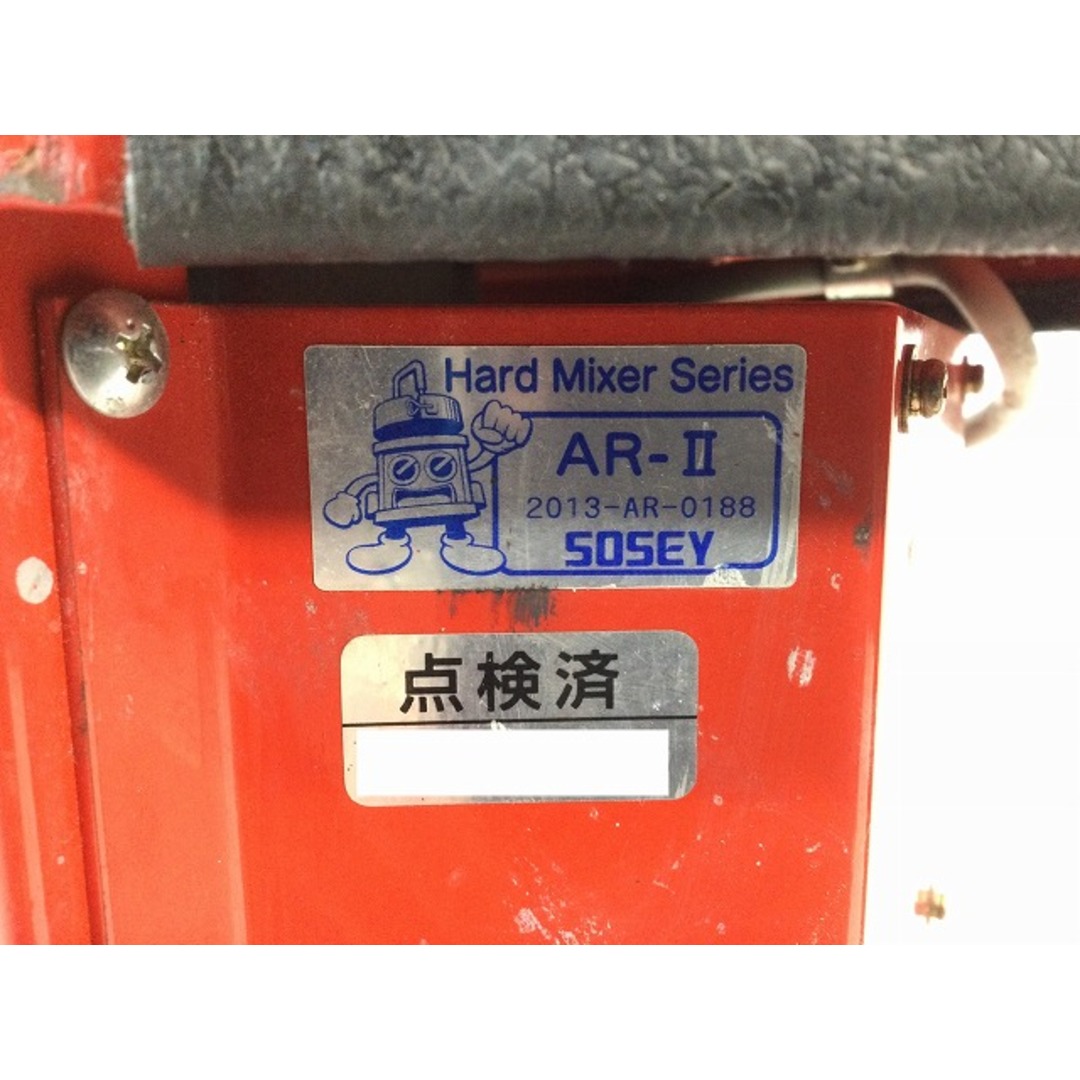 Hard Mixer Series
AR-II
2013-AR-0188
SOSEY
点検済